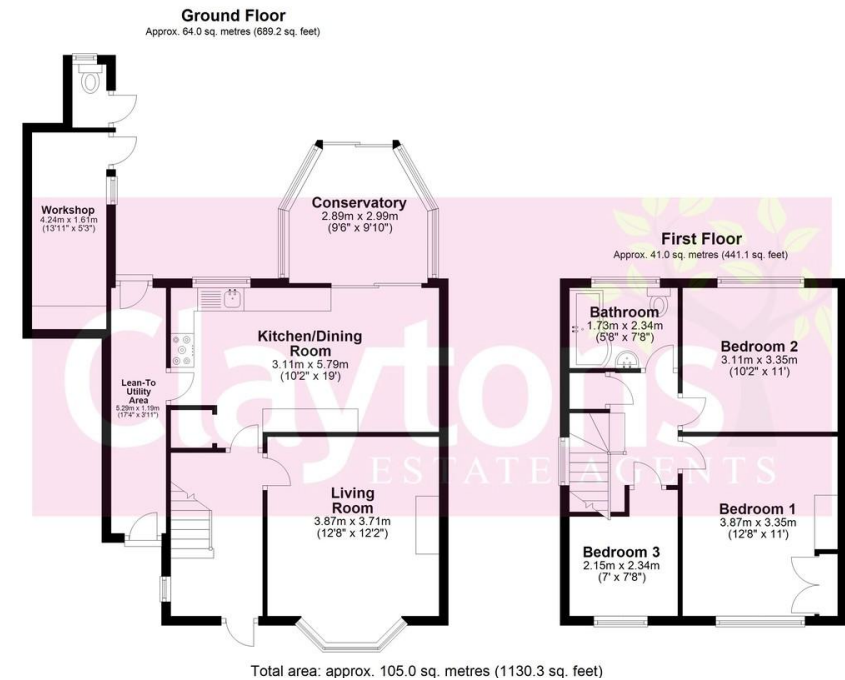 Ground Floor
Approx. 64.0 sq. metres (689.2 sq. feet)
Workshop
4.24m x 1.61m
(13'11" x 5'3")
Conservatory
2.89m x 2.99m
(9'6" x 9'10")
Kitchen/Dining
Room
3.11m x 5.79m
(10'2" x 19')
Lean-To
Utility
Area
5.29m x 1.19m
(17'4" x 3'11")
Living
Room
3.87m x 3.71m
(12'8" x 12'2")
First Floor
Approx. 41.0 sq. metres (441.1 sq. feet)
Bathroom
1.73m x 2.34m
(5'8" x 7'8")
Bedroom 2
3.11m x 3.35m
(10'2" x 11')
Bedroom 1
3.87m x 3.35m
(12'8" x 11')
Bedroom 3
2.15m x 2.34m
(7' x 7'8")
Claytons
ESTATE AGENTS
Total area: approx. 105.0 sq. metres (1130.3 sq. feet)